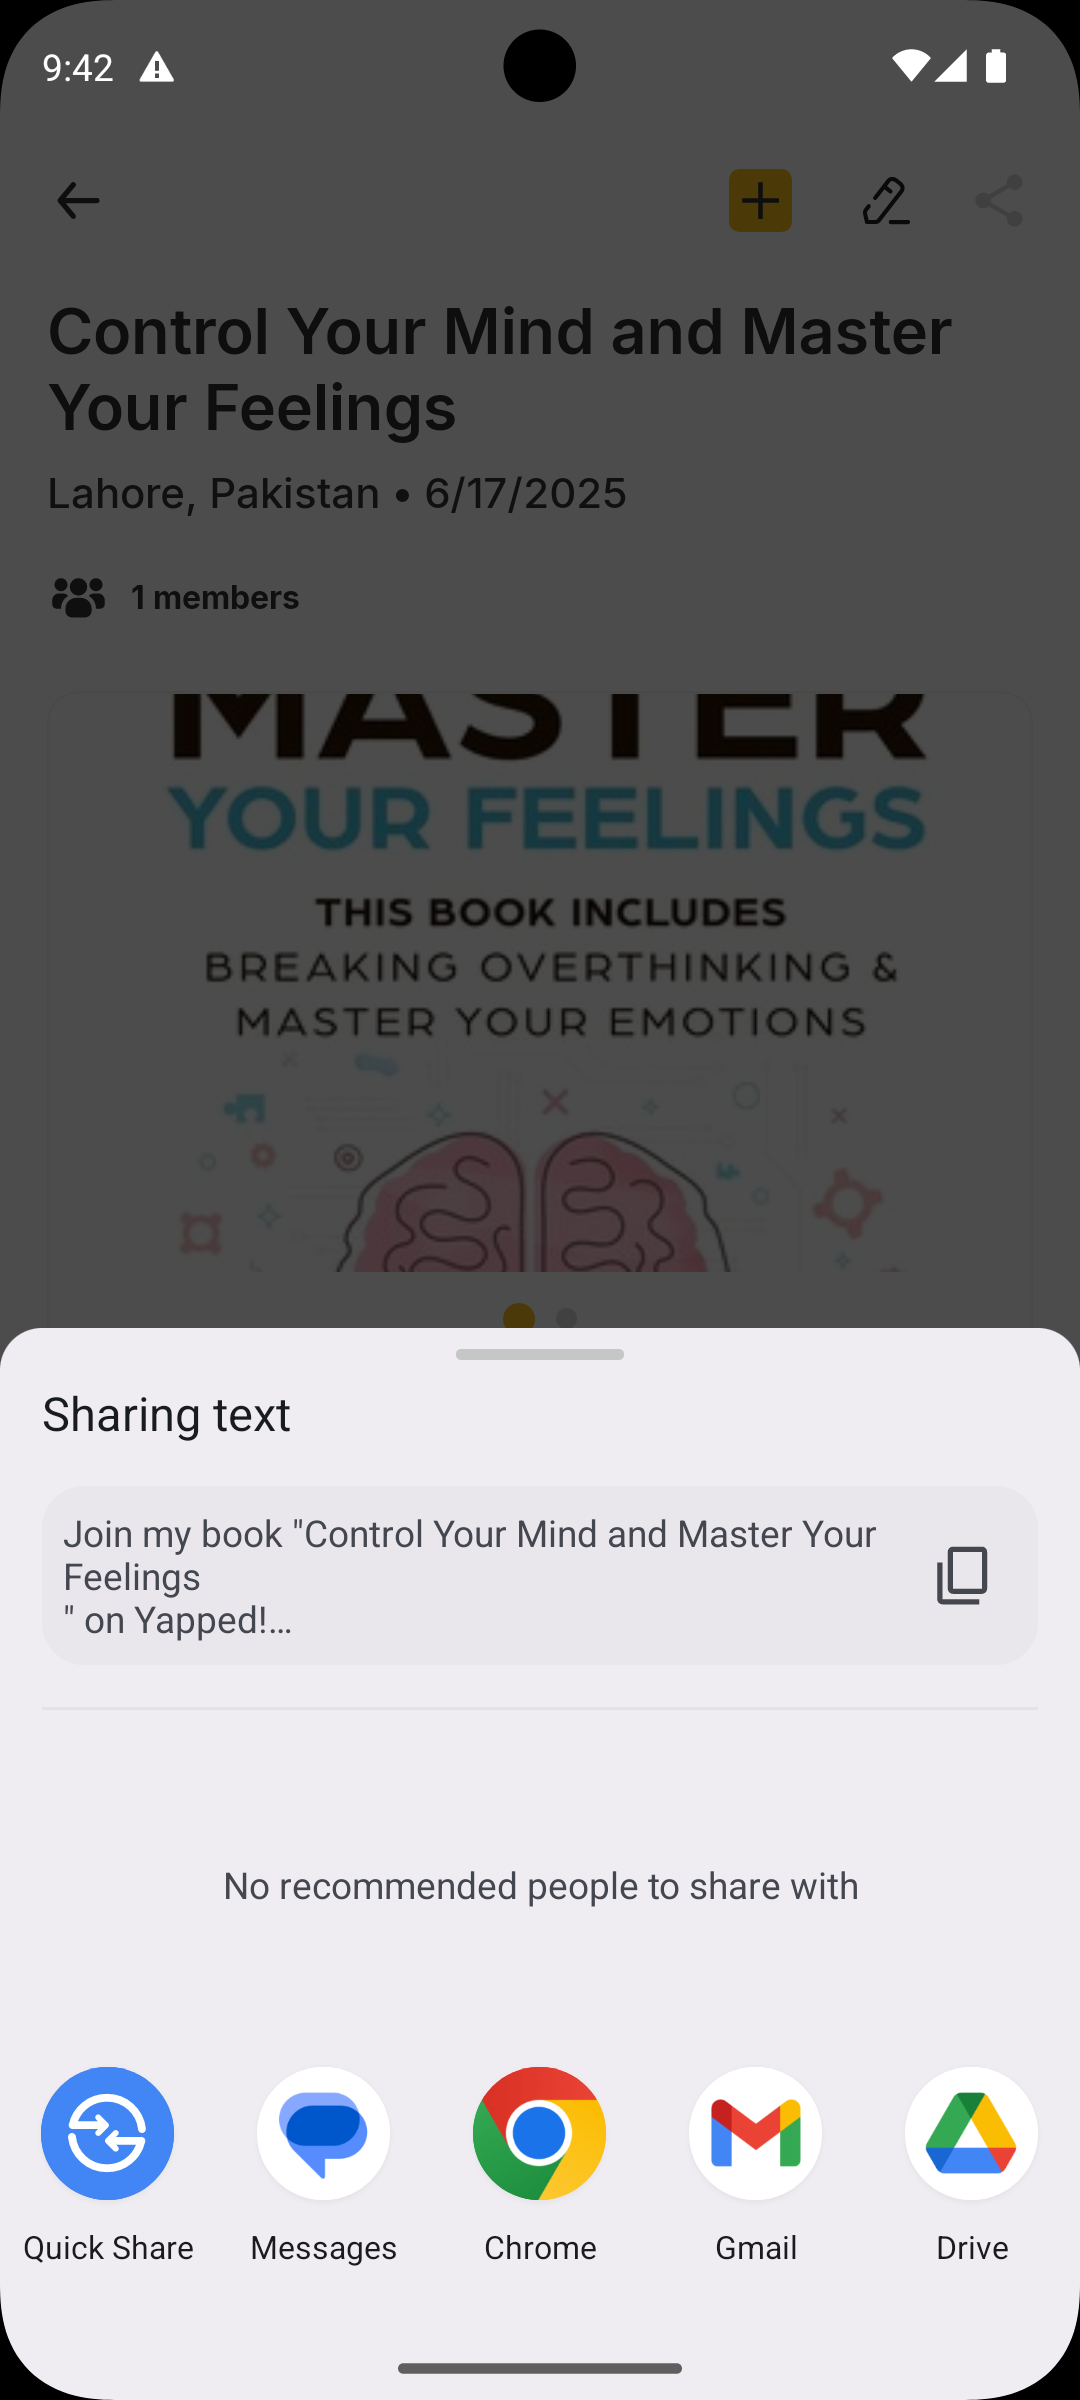 9:42
Control Your Mind and Master
Your Feelings
Lahore, Pakistan • 6/17/2025
1 members
MASTER
YOUR FEELINGS
THIS BOOK INCLUDES
BREAKING OVERTHINKING &
MASTER YOUR EMOTIONS
Sharing text
Join my book "Control Your Mind and Master Your
Feelings
" on Yapped!...
No recommended people to share with
Quick Share
Messages
Chrome
Gmail
Drive